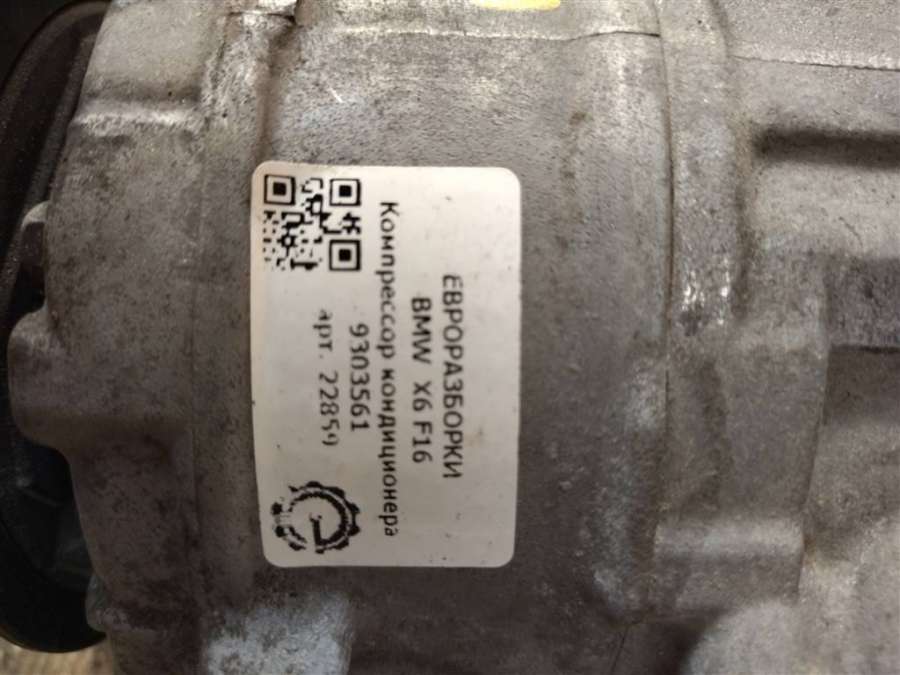 ЕВРОРАЗБОРКИ
BMW X6 F16
Компрессор кондиционера
9303561
арт. 22859